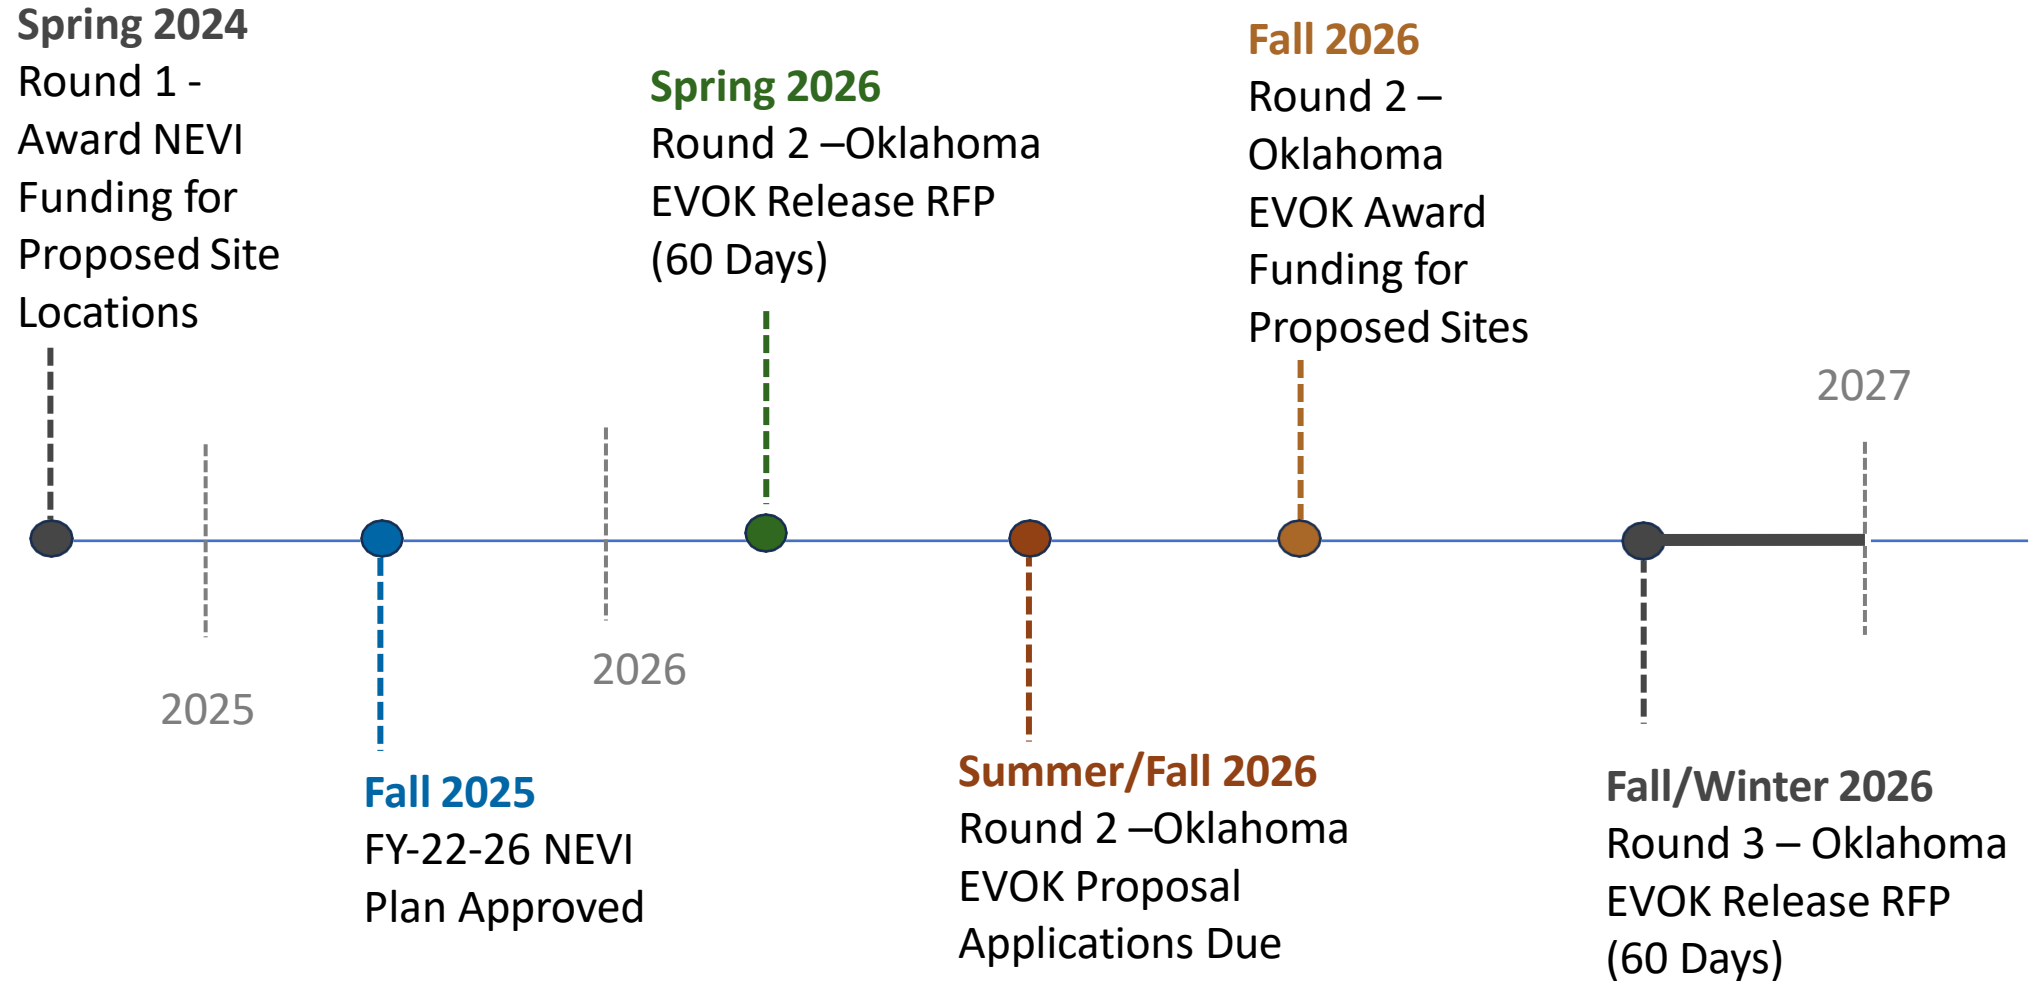 Spring 2024
Round 1 -
Award NEVI
Funding for
Proposed Site
Locations
Spring 2026
Round 2 –Oklahoma
EVOK Release RFP
(60 Days)
Fall 2026
Round 2 –
Oklahoma
EVOK Award
Funding for
Proposed Sites
2027
2025
2026
Fall 2025
FY-22-26 NEVI
Plan Approved
Summer/Fall 2026
Round 2 –Oklahoma
EVOK Proposal
Applications Due
Fall/Winter 2026
Round 3 – Oklahoma
EVOK Release RFP
(60 Days)